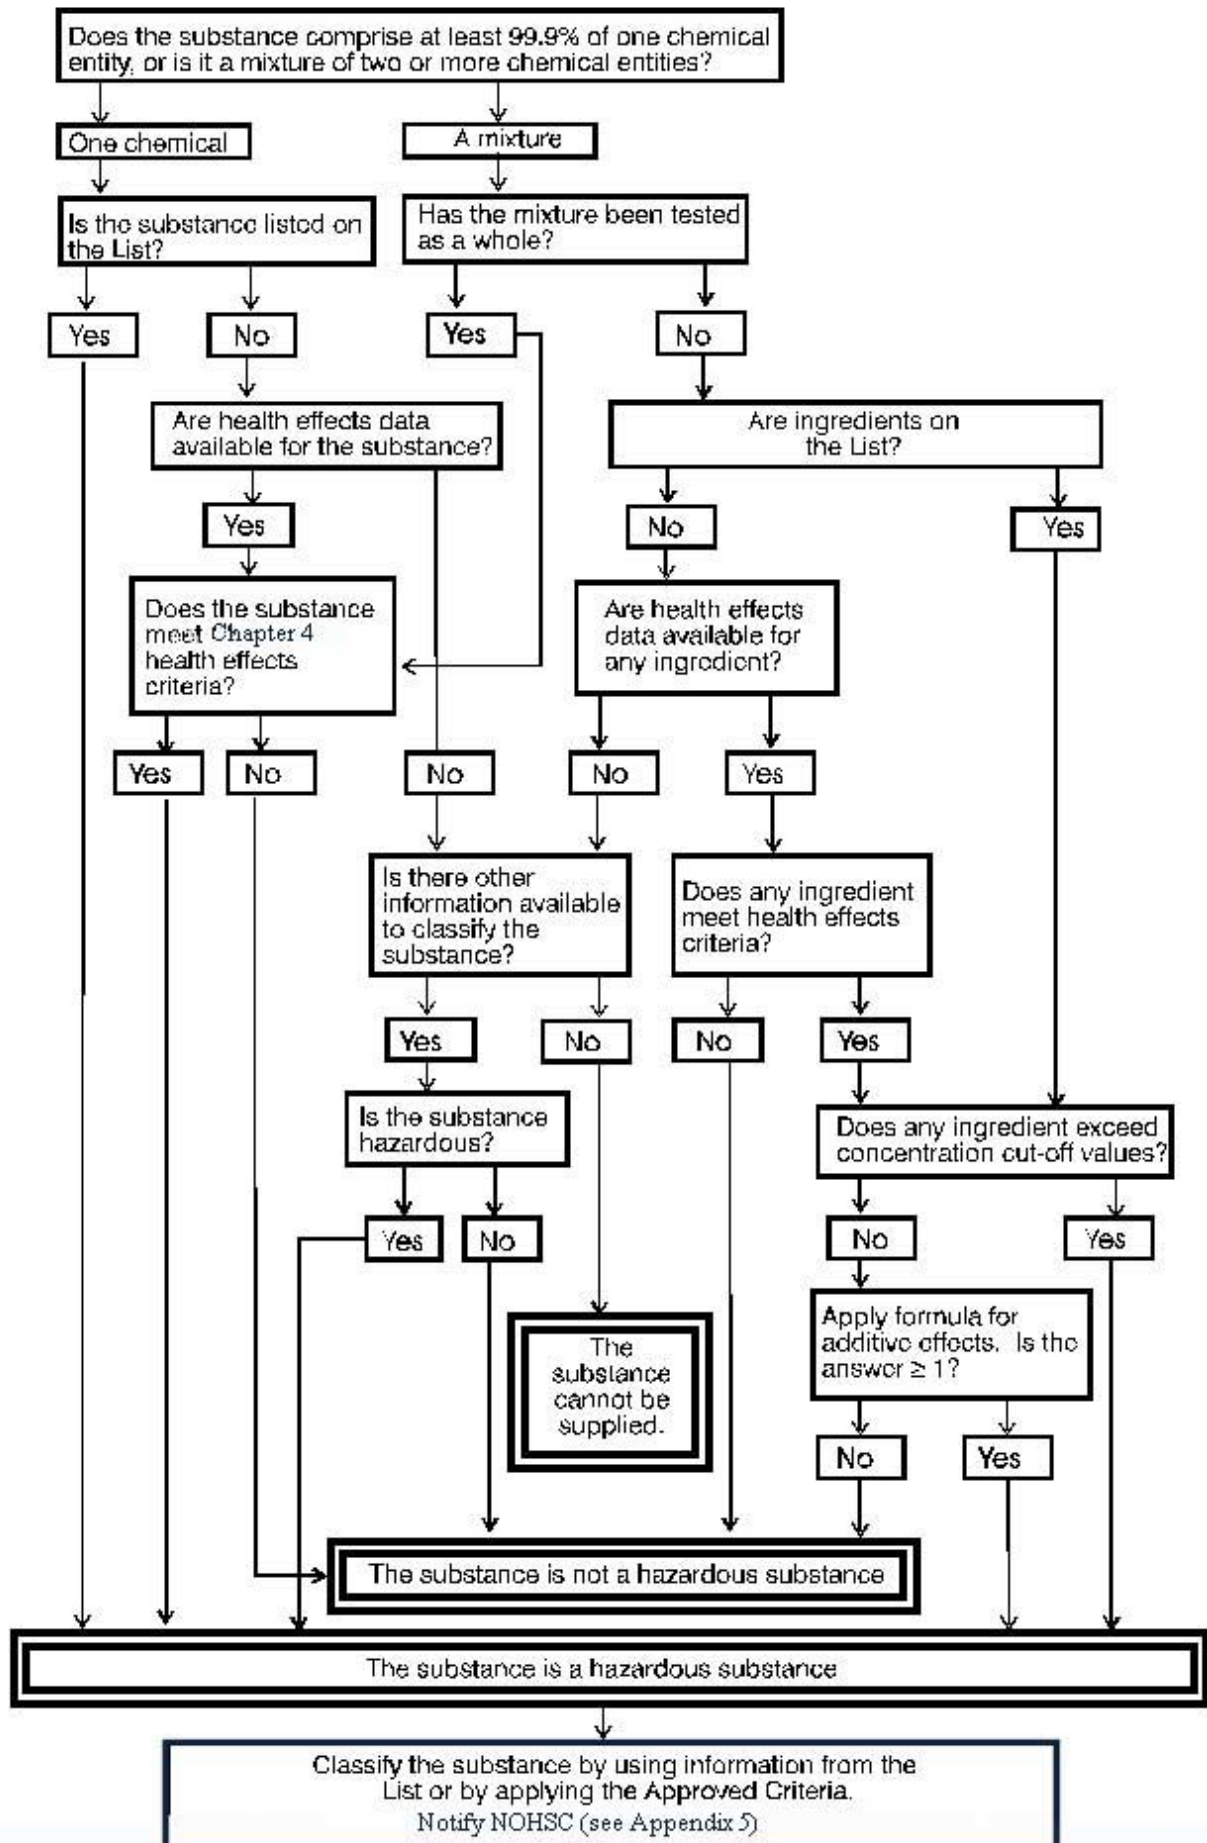 Does the substance comprise at least 99.9% of one chemical
entity, or is it a mixture of two or more chemical entities?
One chemical
A mixture
Is the substance listed on
the List?
Has the mixture been tested
as a whole?
Yes
No
Yes
No
Are health effects data
available for the substance?
Are ingredients on
the List?
Yes
No
Yes
Does the substance
meet Chapter 4
health effects
criteria?
Are health effects
data available for
any ingredient?
Yes
No
No
No
Yes
Is there other
information available
to classify the
substance?
Does any ingredient
meet health effects
criteria?
Yes
No
No
Yes
Is the substance
hazardous?
Does any ingredient exceed
concentration cut-off values?
Yes
No
No
Yes
The
substance
cannot be
supplied.
Apply formula for
additive effects. Is the
answer ≥ 1?
No
Yes
The substance is not a hazardous substance
The substance is a hazardous substance
Classify the substance by using information from the
List or by applying the Approved Criteria.
Notify NOHSC (see Appendix 5)